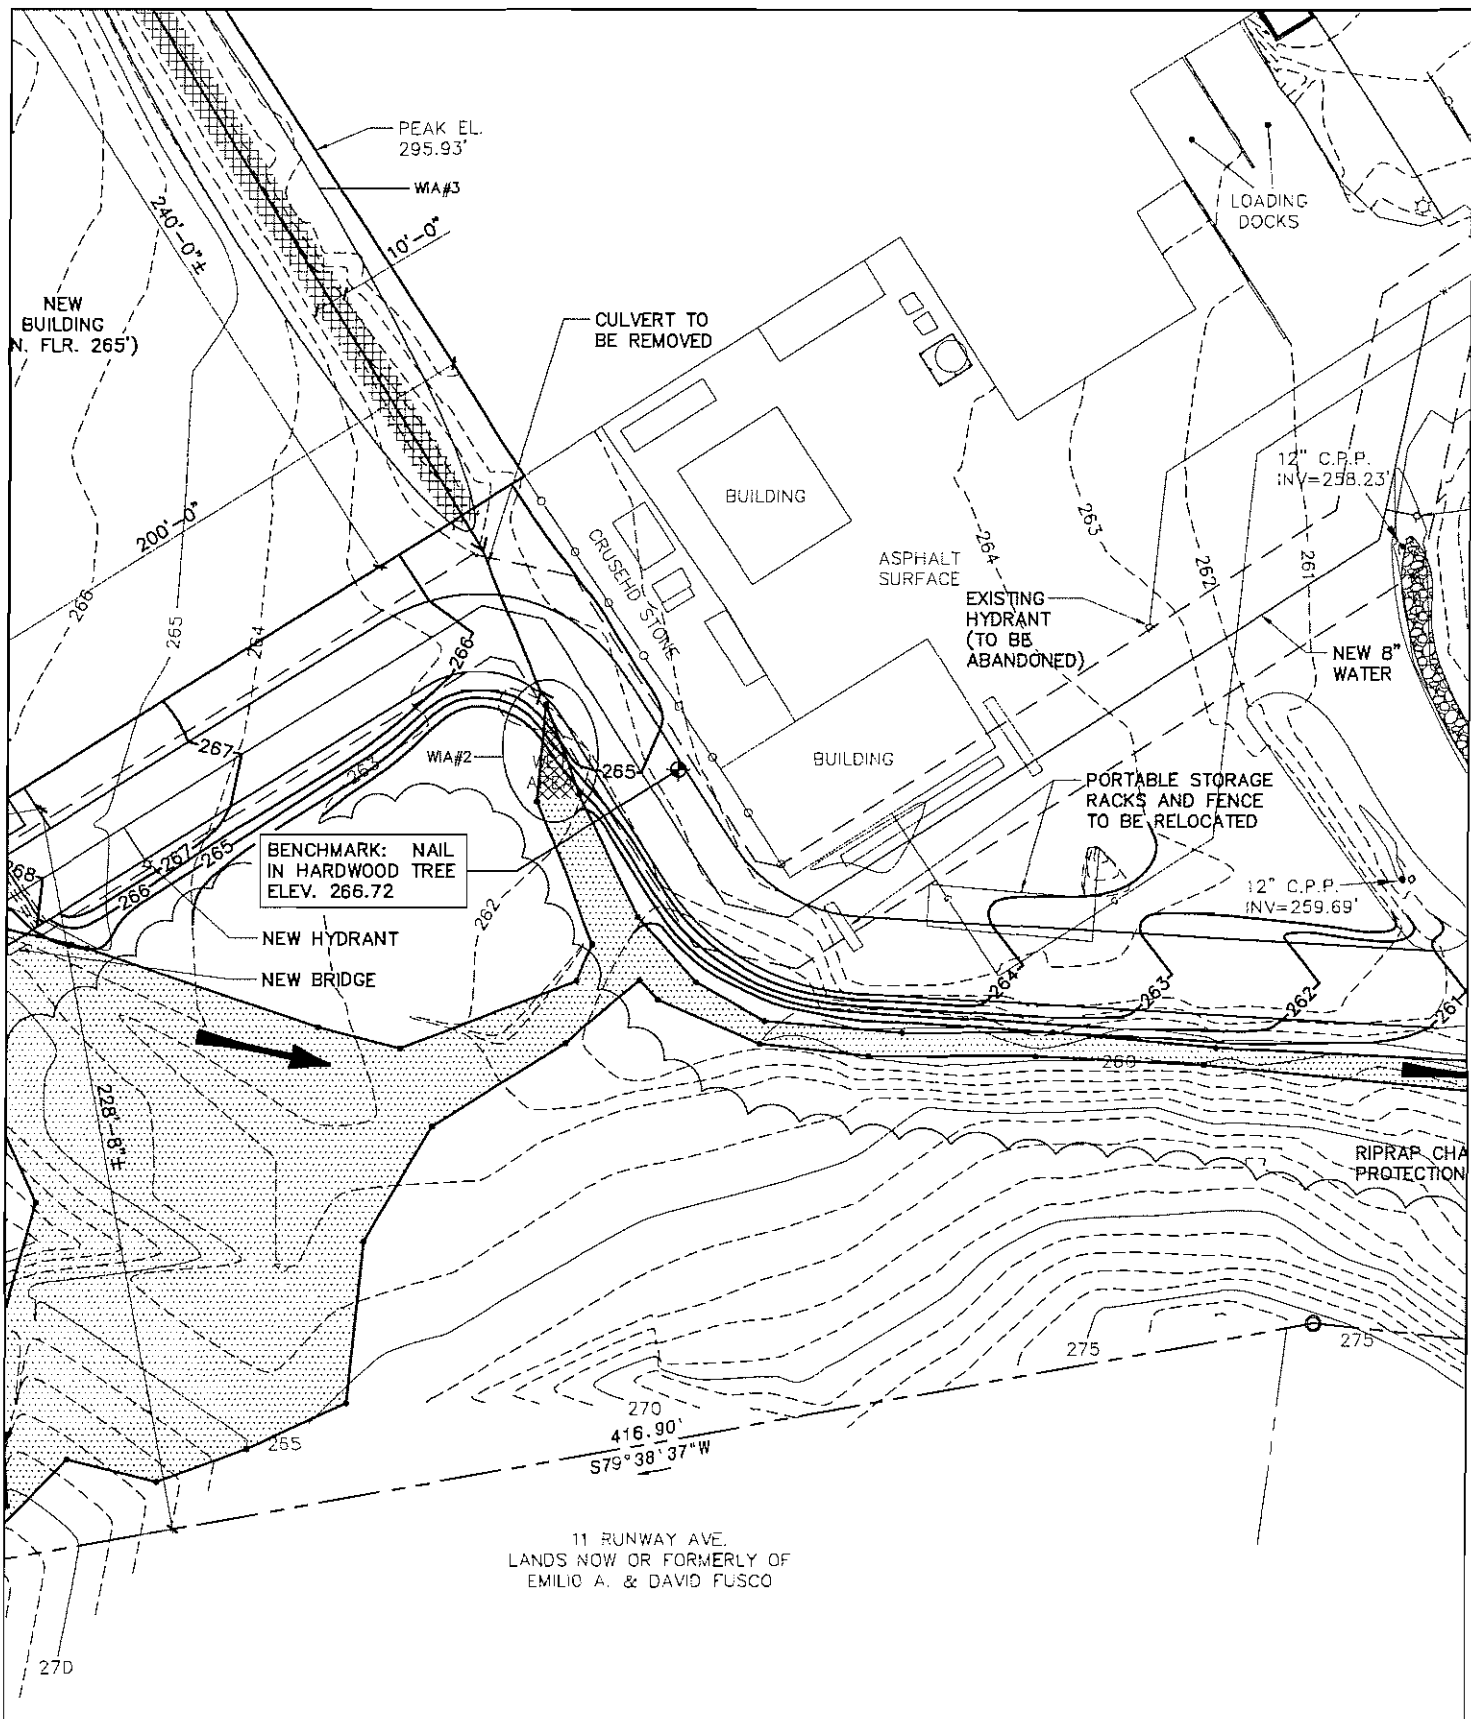 PEAK EL.
295.93'
WIA#3
240'-0"±
10'-0"
LOADING
DOCKS
NEW
BUILDING
N. FLR. 265')
CULVERT TO
BE REMOVED
12" C.P.P.
INV=258.23'
BUILDING
200'-0"
CRUSEHD STONE
ASPHALT
SURFACE
264
263
262
261
266
265
264
EXISTING
HYDRANT
(TO BE
ABANDONED)
NEW 8"
WATER
266
267
263
WIA#2
265
BUILDING
PORTABLE STORAGE
RACKS AND FENCE
TO BE RELOCATED
BENCHMARK: NAIL
IN HARDWOOD TREE
ELEV. 266.72
268
267
265
266
262
12" C.P.P.
INV=259.69'
NEW HYDRANT
NEW BRIDGE
264
263
262
261
260
228'-8"±
RIPRAP CHA
PROTECTION
275
275
270
416.90'
S79°38'37"W
265
11 RUNWAY AVE.
LANDS NOW OR FORMERLY OF
EMILIO A. & DAVID FUSCO
270